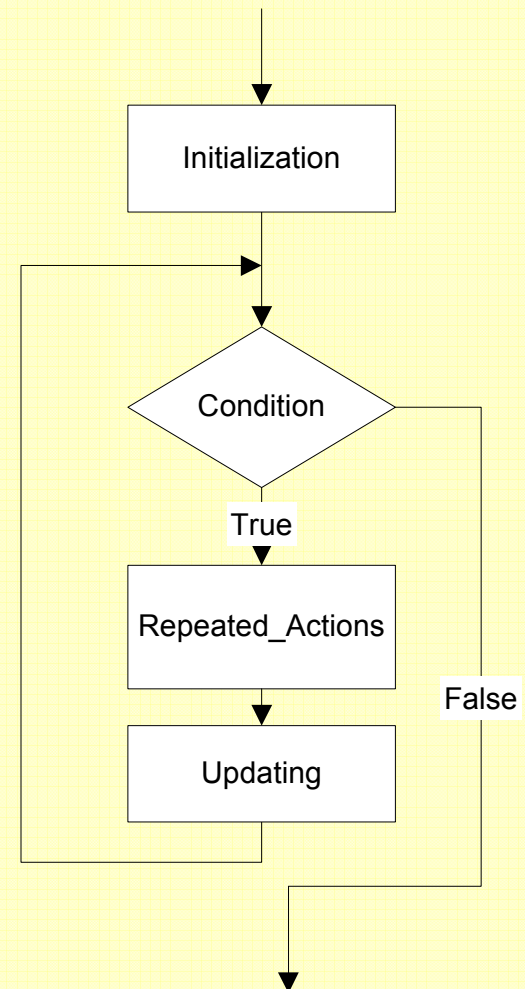 Initialization
Condition
True
Repeated_Actions
False
Updating